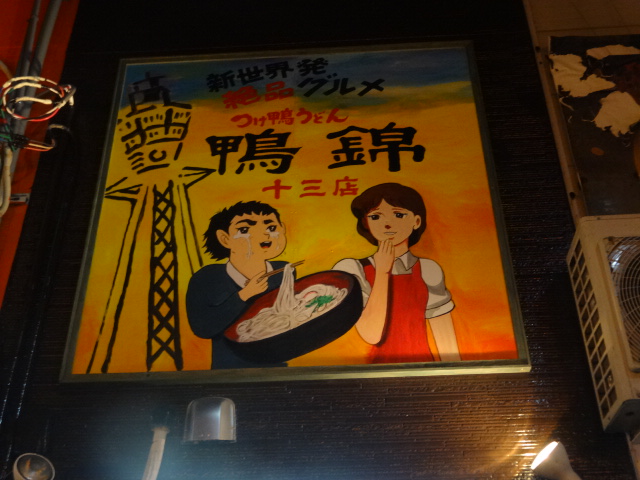 新世界発
絶品グルメ
つけ鴨うどん
鴨錦
十三店